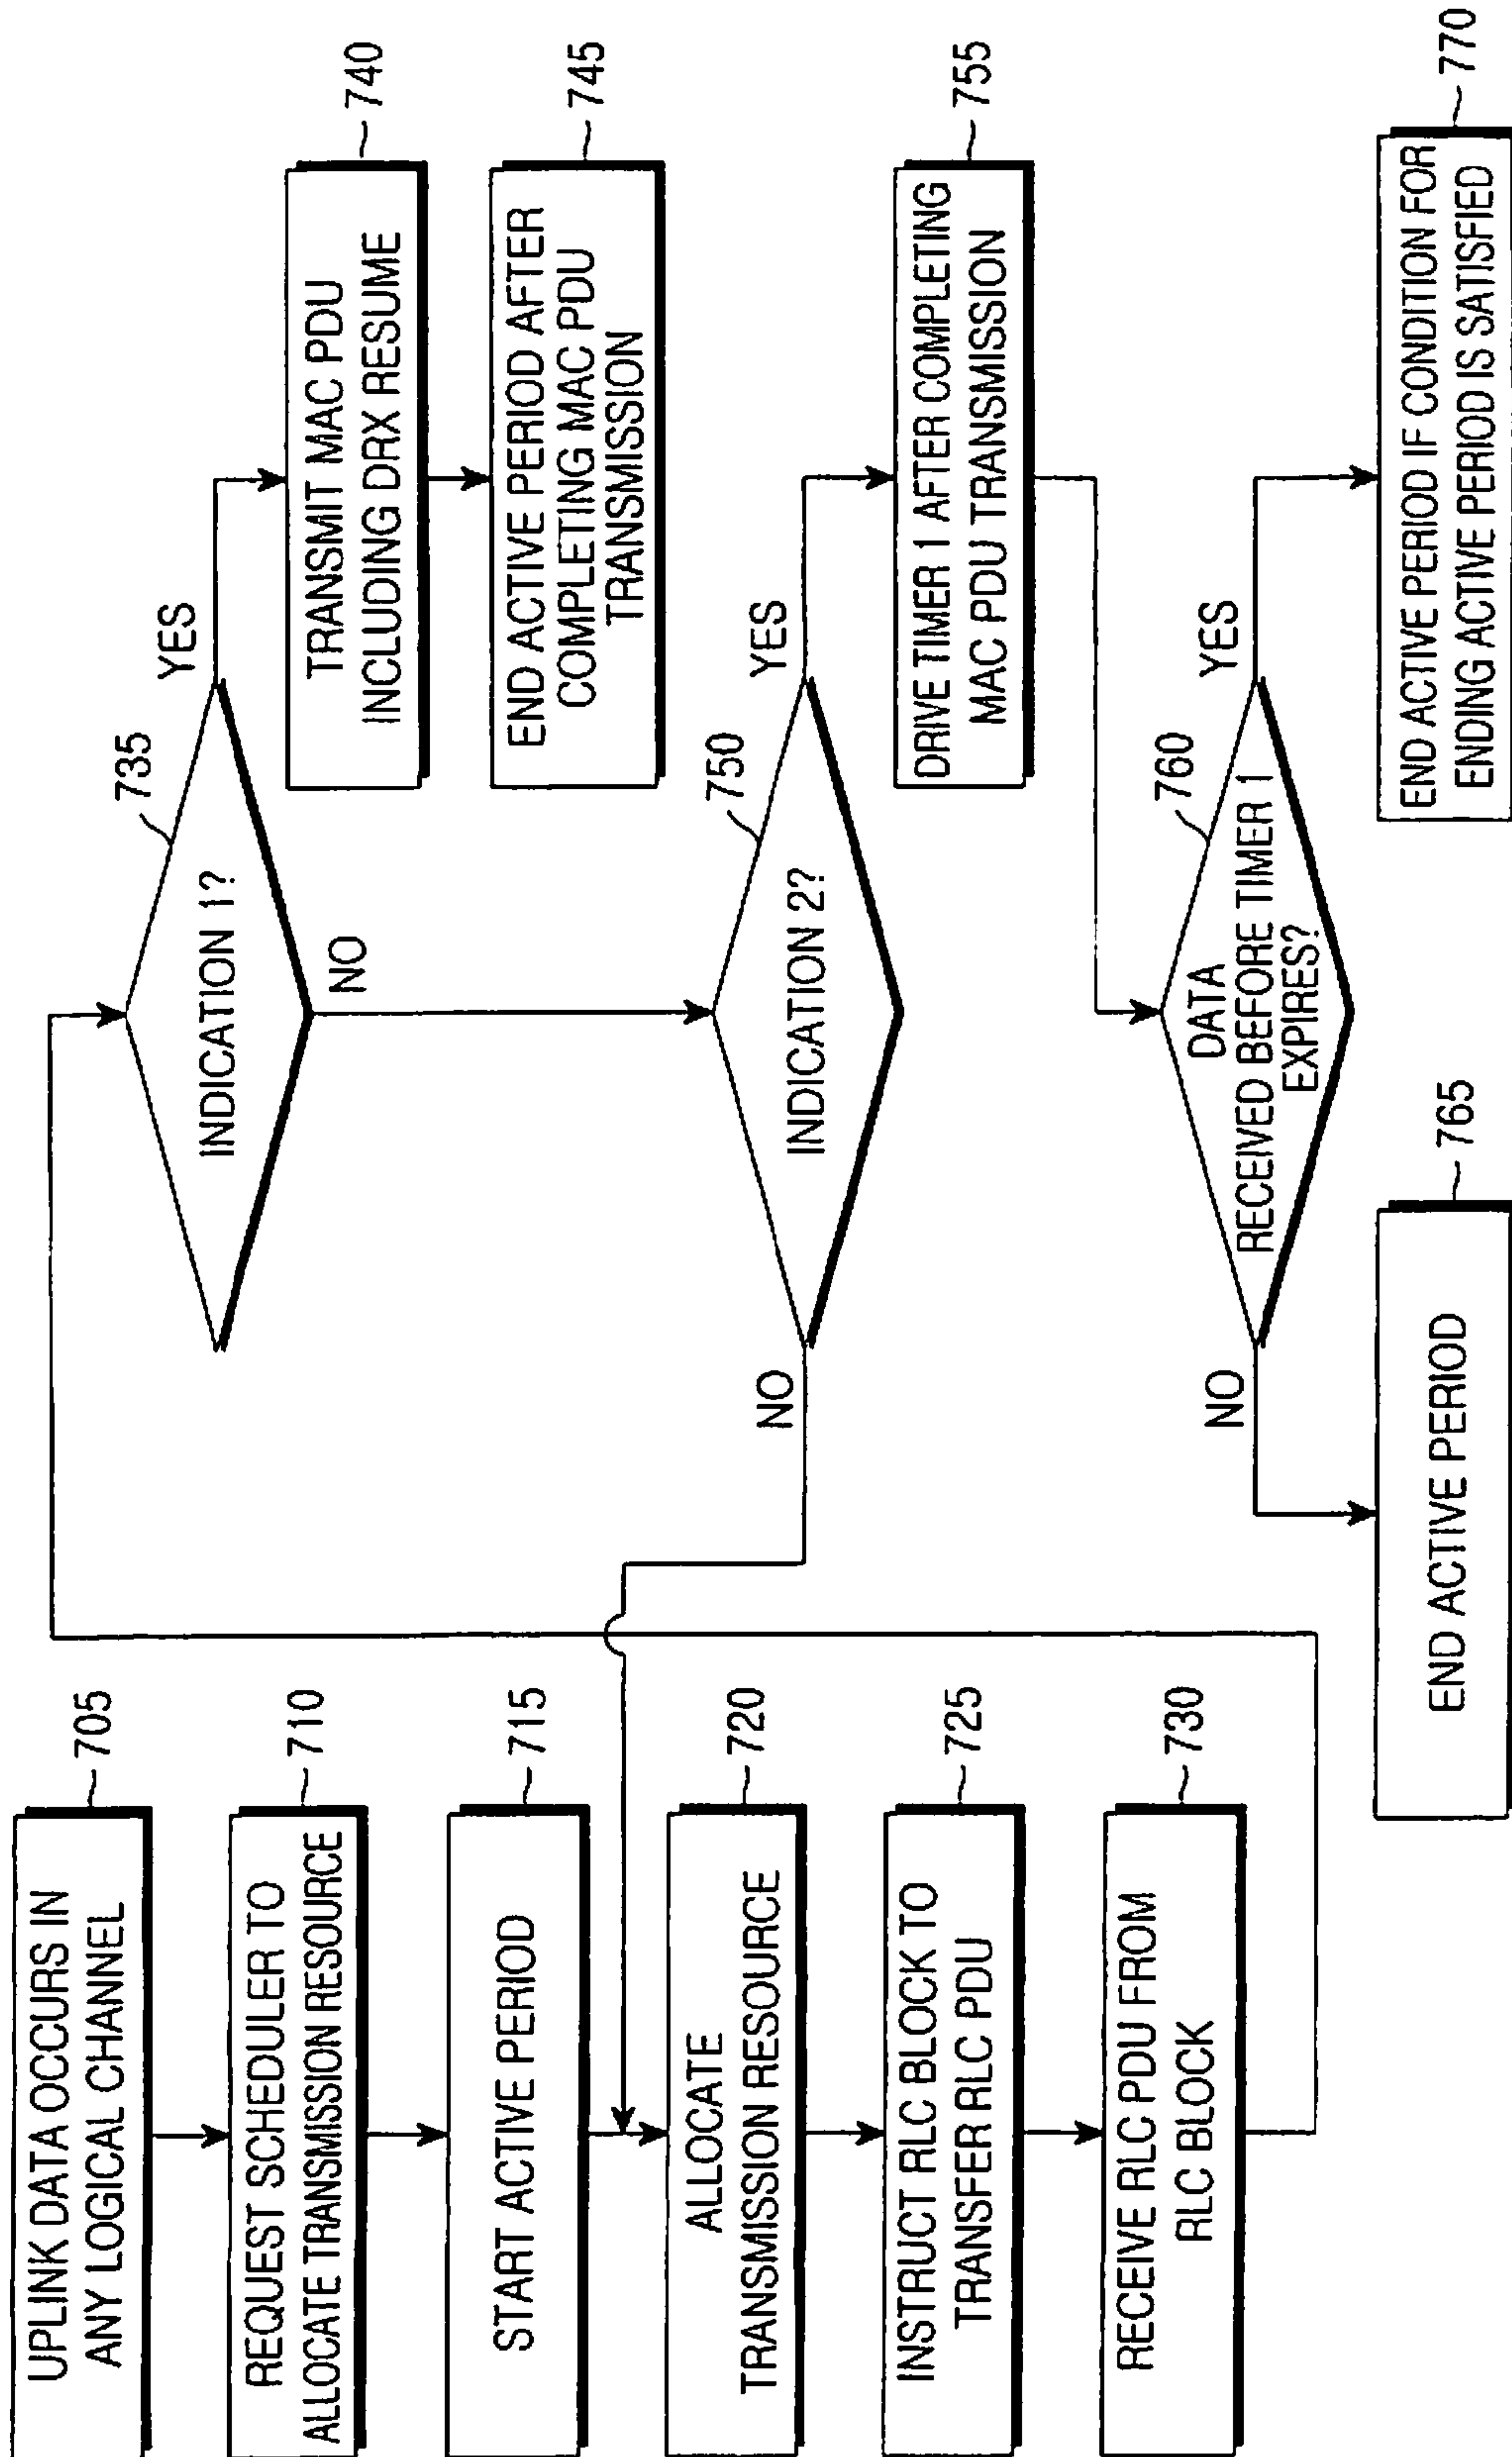 UPLINK DATA OCCURS IN
ANY LOGICAL CHANNEL
705
REQUEST SCHEDULER TO
ALLOCATE TRANSMISSION RESOURCE
710
START ACTIVE PERIOD
715
ALLOCATE
TRANSMISSION RESOURCE
720
INSTRUCT RLC BLOCK TO
TRANSFER RLC PDU
725
RECEIVE RLC PDU FROM
RLC BLOCK
730
INDICATION 1?
735
YES
NO
TRANSMIT MAC PDU
INCLUDING DRX RESUME
740
END ACTIVE PERIOD AFTER
COMPLETING MAC PDU
TRANSMISSION
745
INDICATION 2?
750
YES
NO
DRIVE TIMER 1 AFTER COMPLETING
MAC PDU TRANSMISSION
755
DATA
RECEIVED BEFORE TIMER 1
EXPIRES?
760
YES
NO
END ACTIVE PERIOD
765
END ACTIVE PERIOD IF CONDITION FOR
ENDING ACTIVE PERIOD IS SATISFIED
770